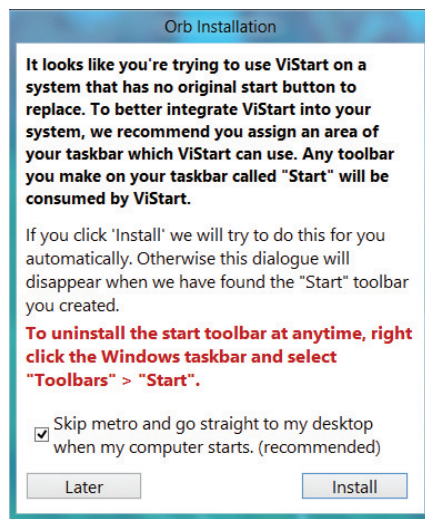 Orb Installation
It looks like you're trying to use ViStart on a
system that has no original start button to
replace. To better integrate ViStart into your
system, we recommend you assign an area of
your taskbar which ViStart can use. Any toolbar
you make on your taskbar called "Start" will be
consumed by ViStart.
If you click 'Install' we will try to do this for you
automatically. Otherwise this dialogue will
disappear when we have found the "Start" toolbar
you created.
To uninstall the start toolbar at anytime, right
click the Windows taskbar and select
"Toolbars" > "Start".
Skip metro and go straight to my desktop
when my computer starts. (recommended)
Later Install